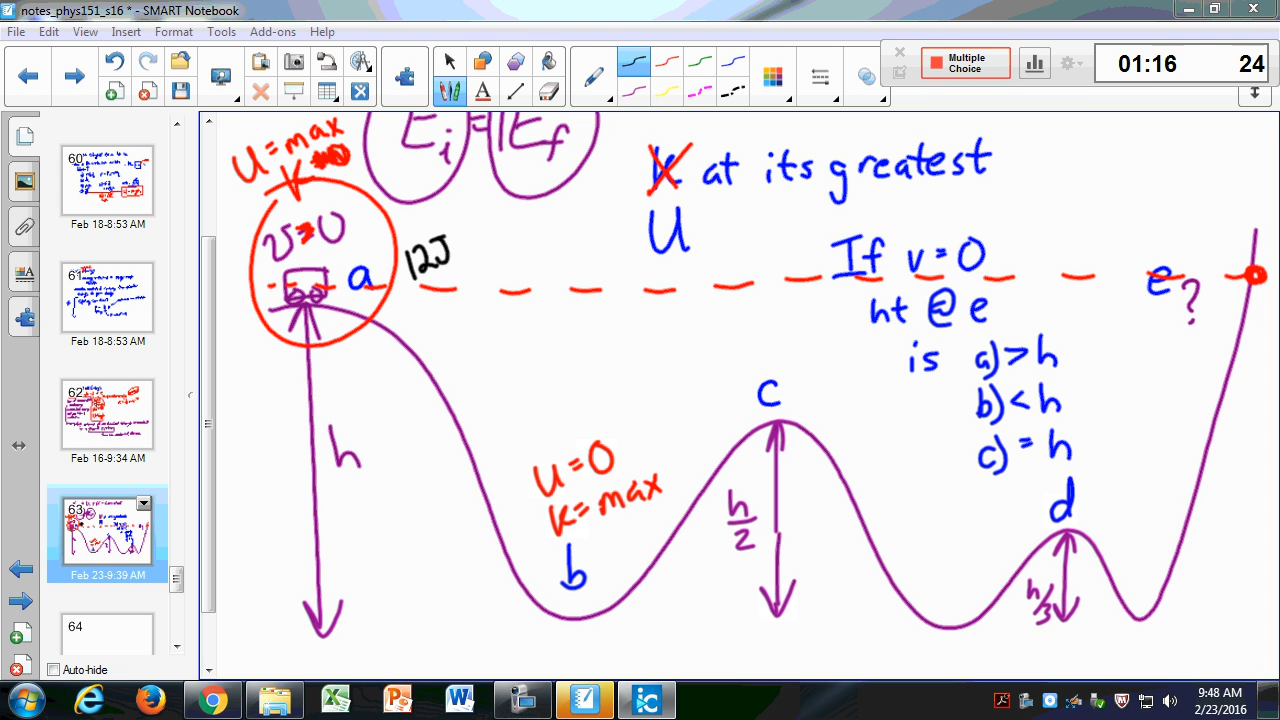 notes_phys151_s16 * - SMART Notebook
File Edit View Insert Format Tools Add-ons Help
Multiple
Choice
01:16 24
60
Feb 18-8:53 AM
61
Feb 18-8:53 AM
62
Feb 16-9:34 AM
63
Feb 23-9:39 AM
64
Auto-hide
Ei = Ef
U = max
K
v = 0
a
12J
K at its greatest
U
If v = 0
ht @ e
is a) > h
b) < h
c) = h
e
?
h
U = 0
K = max
b
c
h/2
d
h/3
9:48 AM
2/23/2016